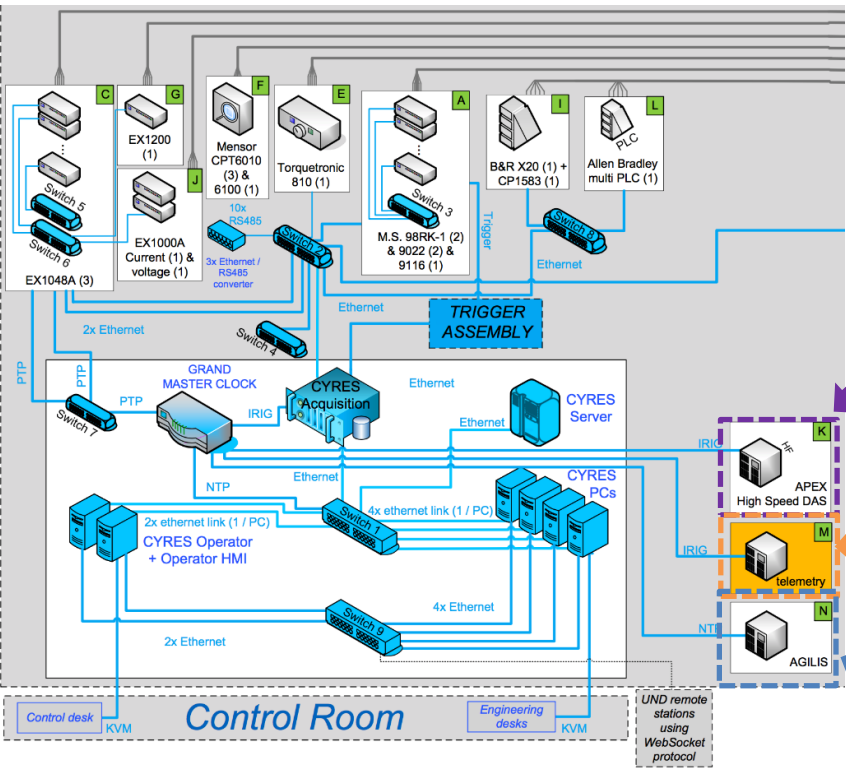 C
G
F
E
A
I
L
EX1200
(1)
J
Mensor
CPT6010
(3) &
6100 (1)
Torquetronic
810 (1)
Switch 5
Switch 6
EX1048A (3)
EX1000A
Current (1) &
voltage (1)
Switch 3
M.S. 98RK-1 (2)
& 9022 (2) &
9116 (1)
B&R X20 (1) +
CP1583 (1)
PLC
Allen Bradley
multi PLC (1)
10x
RS485
3x Ethernet /
RS485
converter
Switch 2
Trigger
Switch 8
Ethernet
Ethernet
2x Ethernet
Switch 4
TRIGGER
ASSEMBLY
PTP
PTP
PTP
Switch 7
GRAND
MASTER CLOCK
IRIG
CYRES
Acquisition
Ethernet
Ethernet
CYRES
Server
NTP
Ethernet
Switch 1
4x ethernet link (1 / PC)
CYRES
PCs
2x ethernet link (1 / PC)
CYRES Operator
+ Operator HMI
Switch 9
4x Ethernet
2x Ethernet
IRIG
K
HF
APEX
High Speed DAS
IRIG
M
telemetry
N
AGILIS
Control desk
KVM
Control Room
Engineering
desks
KVM
UND remote
stations
using
WebSocket
protocol